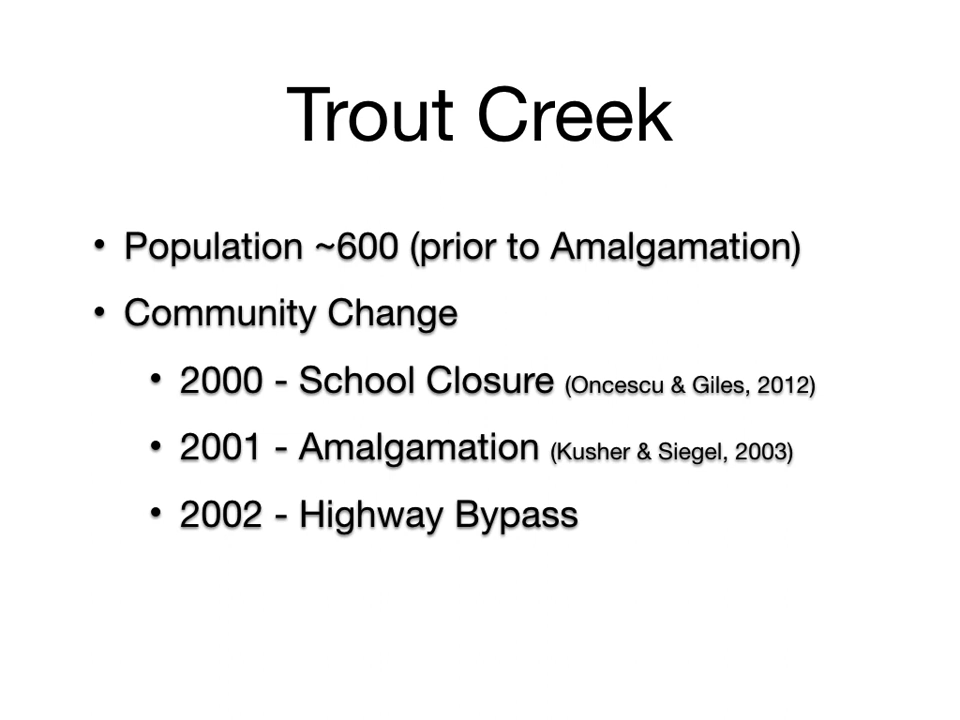 Trout Creek
• Population ~600 (prior to Amalgamation)
• Community Change
• 2000 - School Closure (Oncescu & Giles, 2012)
• 2001 - Amalgamation (Kusher & Siegel, 2003)
• 2002 - Highway Bypass